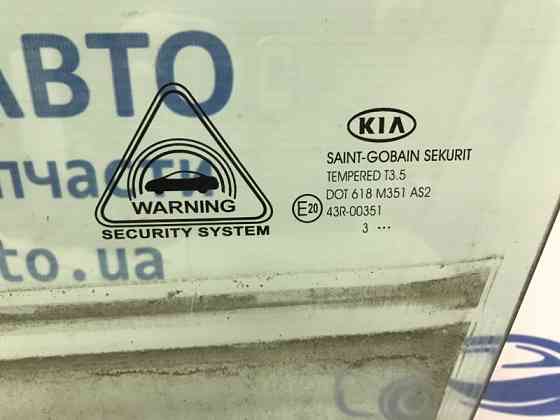 АВТО
пчасти
то.ua
WARNING
SECURITY SYSTEM
KIA
SAINT-GOBAIN SEKURIT
TEMPERED T3.5
DOT 618 M351 AS2
E20 43R-00351
3 ...